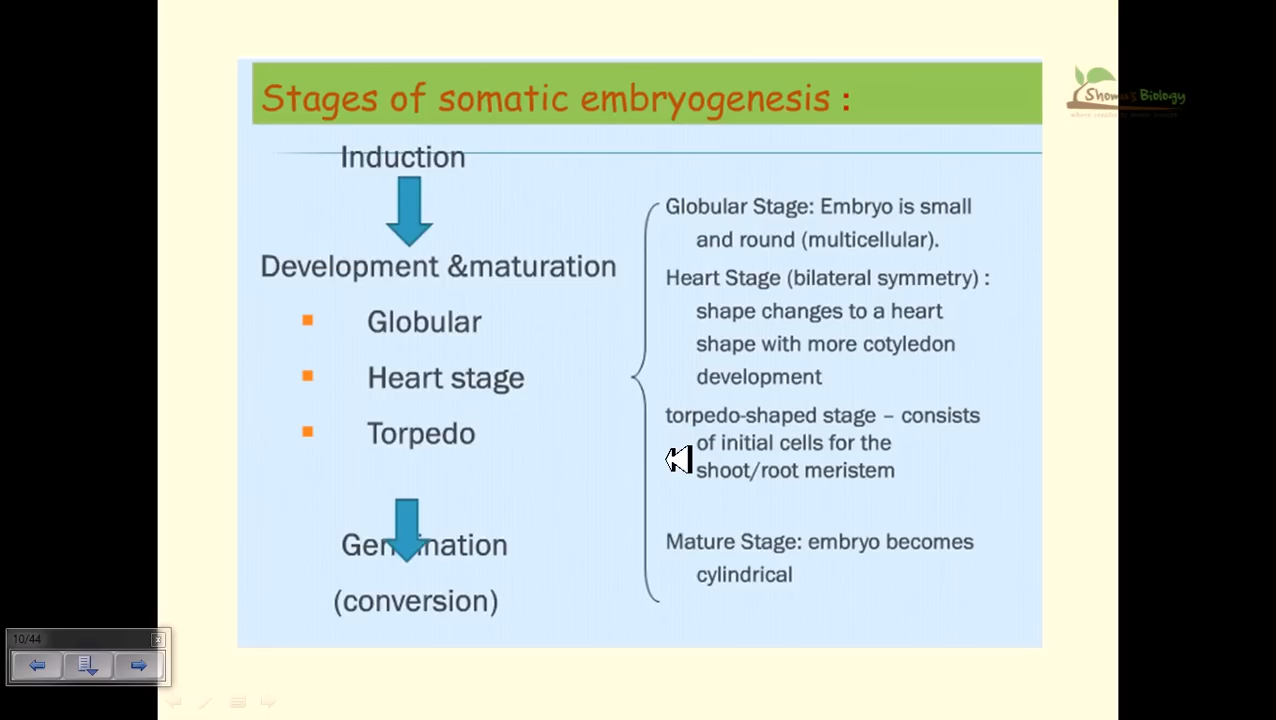 Stages of somatic embryogenesis :
Shomu's Biology
Induction
Development &maturation
Globular
Heart stage
Torpedo
Germination
(conversion)
Globular Stage: Embryo is small
and round (multicellular).
Heart Stage (bilateral symmetry) :
shape changes to a heart
shape with more cotyledon
development
torpedo-shaped stage – consists
of initial cells for the
shoot/root meristem
Mature Stage: embryo becomes
cylindrical
10/44